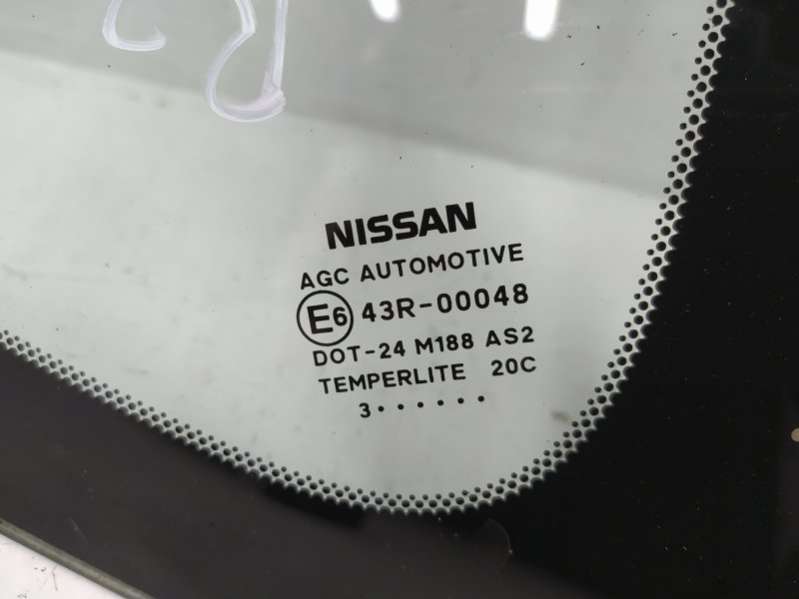 NISSAN
AGC AUTOMOTIVE
E6 43R-00048
DOT-24 M188 AS2
TEMPERLITE 20C
3······